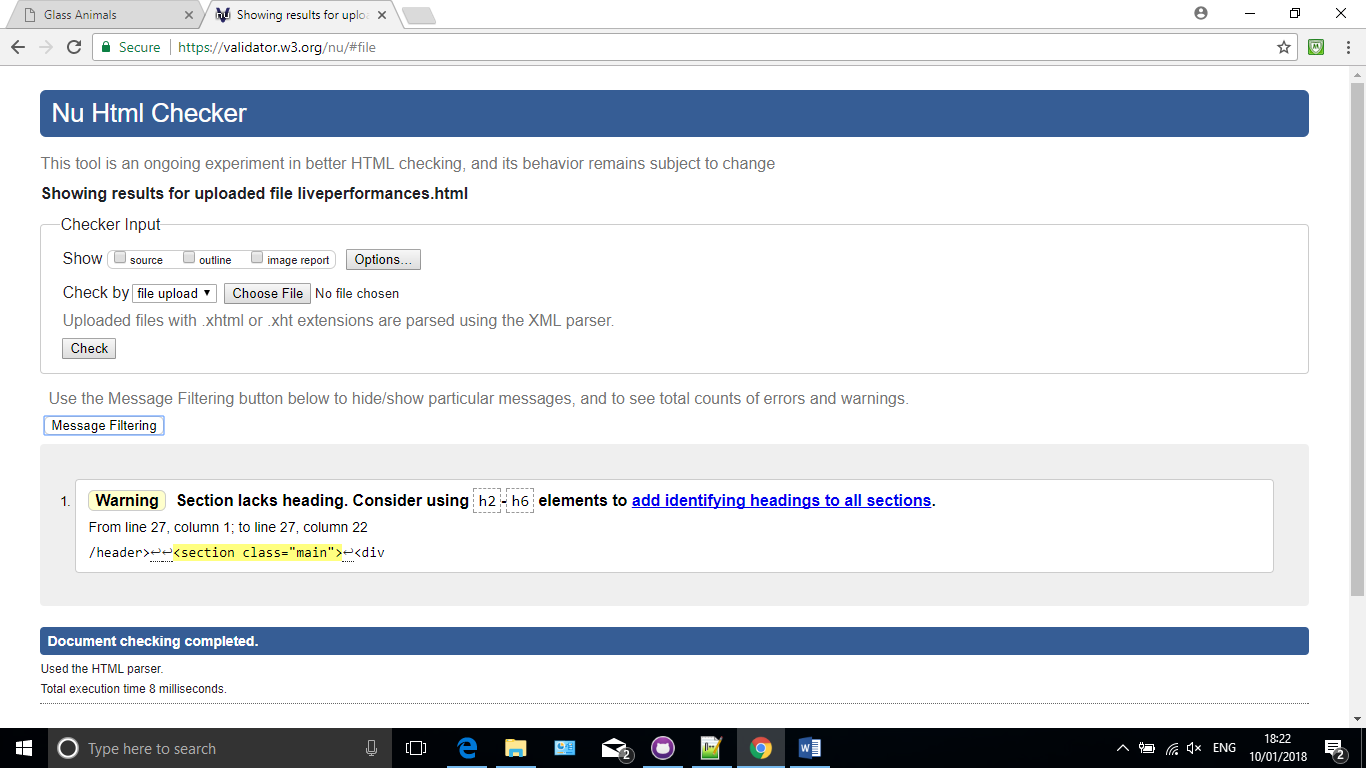 Glass Animals
Showing results for uplo
Secure https://validator.w3.org/nu/#file
Nu Html Checker
This tool is an ongoing experiment in better HTML checking, and its behavior remains subject to change
Showing results for uploaded file liveperformances.html
Checker Input
Show source outline image report Options...
Check by file upload Choose File No file chosen
Uploaded files with .xhtml or .xht extensions are parsed using the XML parser.
Check
Use the Message Filtering button below to hide/show particular messages, and to see total counts of errors and warnings.
Message Filtering
1. Warning Section lacks heading. Consider using h2-h6 elements to add identifying headings to all sections.
From line 27, column 1; to line 27, column 22
/header>↩↩<section class="main">↩<div
Document checking completed.
Used the HTML parser.
Total execution time 8 milliseconds.
Type here to search
2
ENG
18:22
10/01/2018
2